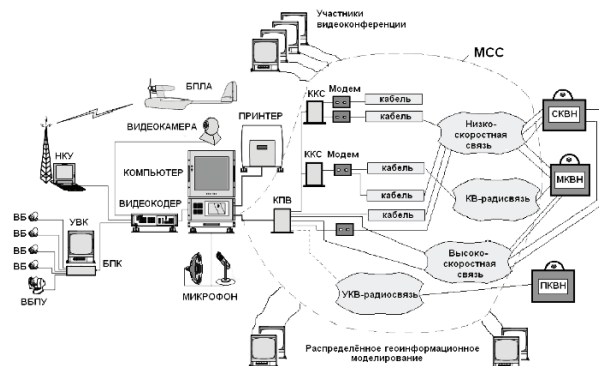 Участники
видеоконференции
МСС
БПЛА
ККС
Модем
кабель
кабель
СКВН
ВИДЕОКАМЕРА
ПРИНТЕР
Низко-
скоростная
связь
НКУ
КОМПЬЮТЕР
ККС
Модем
кабель
кабель
МКВН
КВ-радиосвязь
ВИДЕОКОДЕР
КПВ
кабель
ВБ
УВК
ВБ
ВБ
ВБ
БПК
Высоко-
скоростная
связь
ВБПУ
МИКРОФОН
УКВ-радиосвязь
ПКВН
Распределённое геоинформационное
моделирование